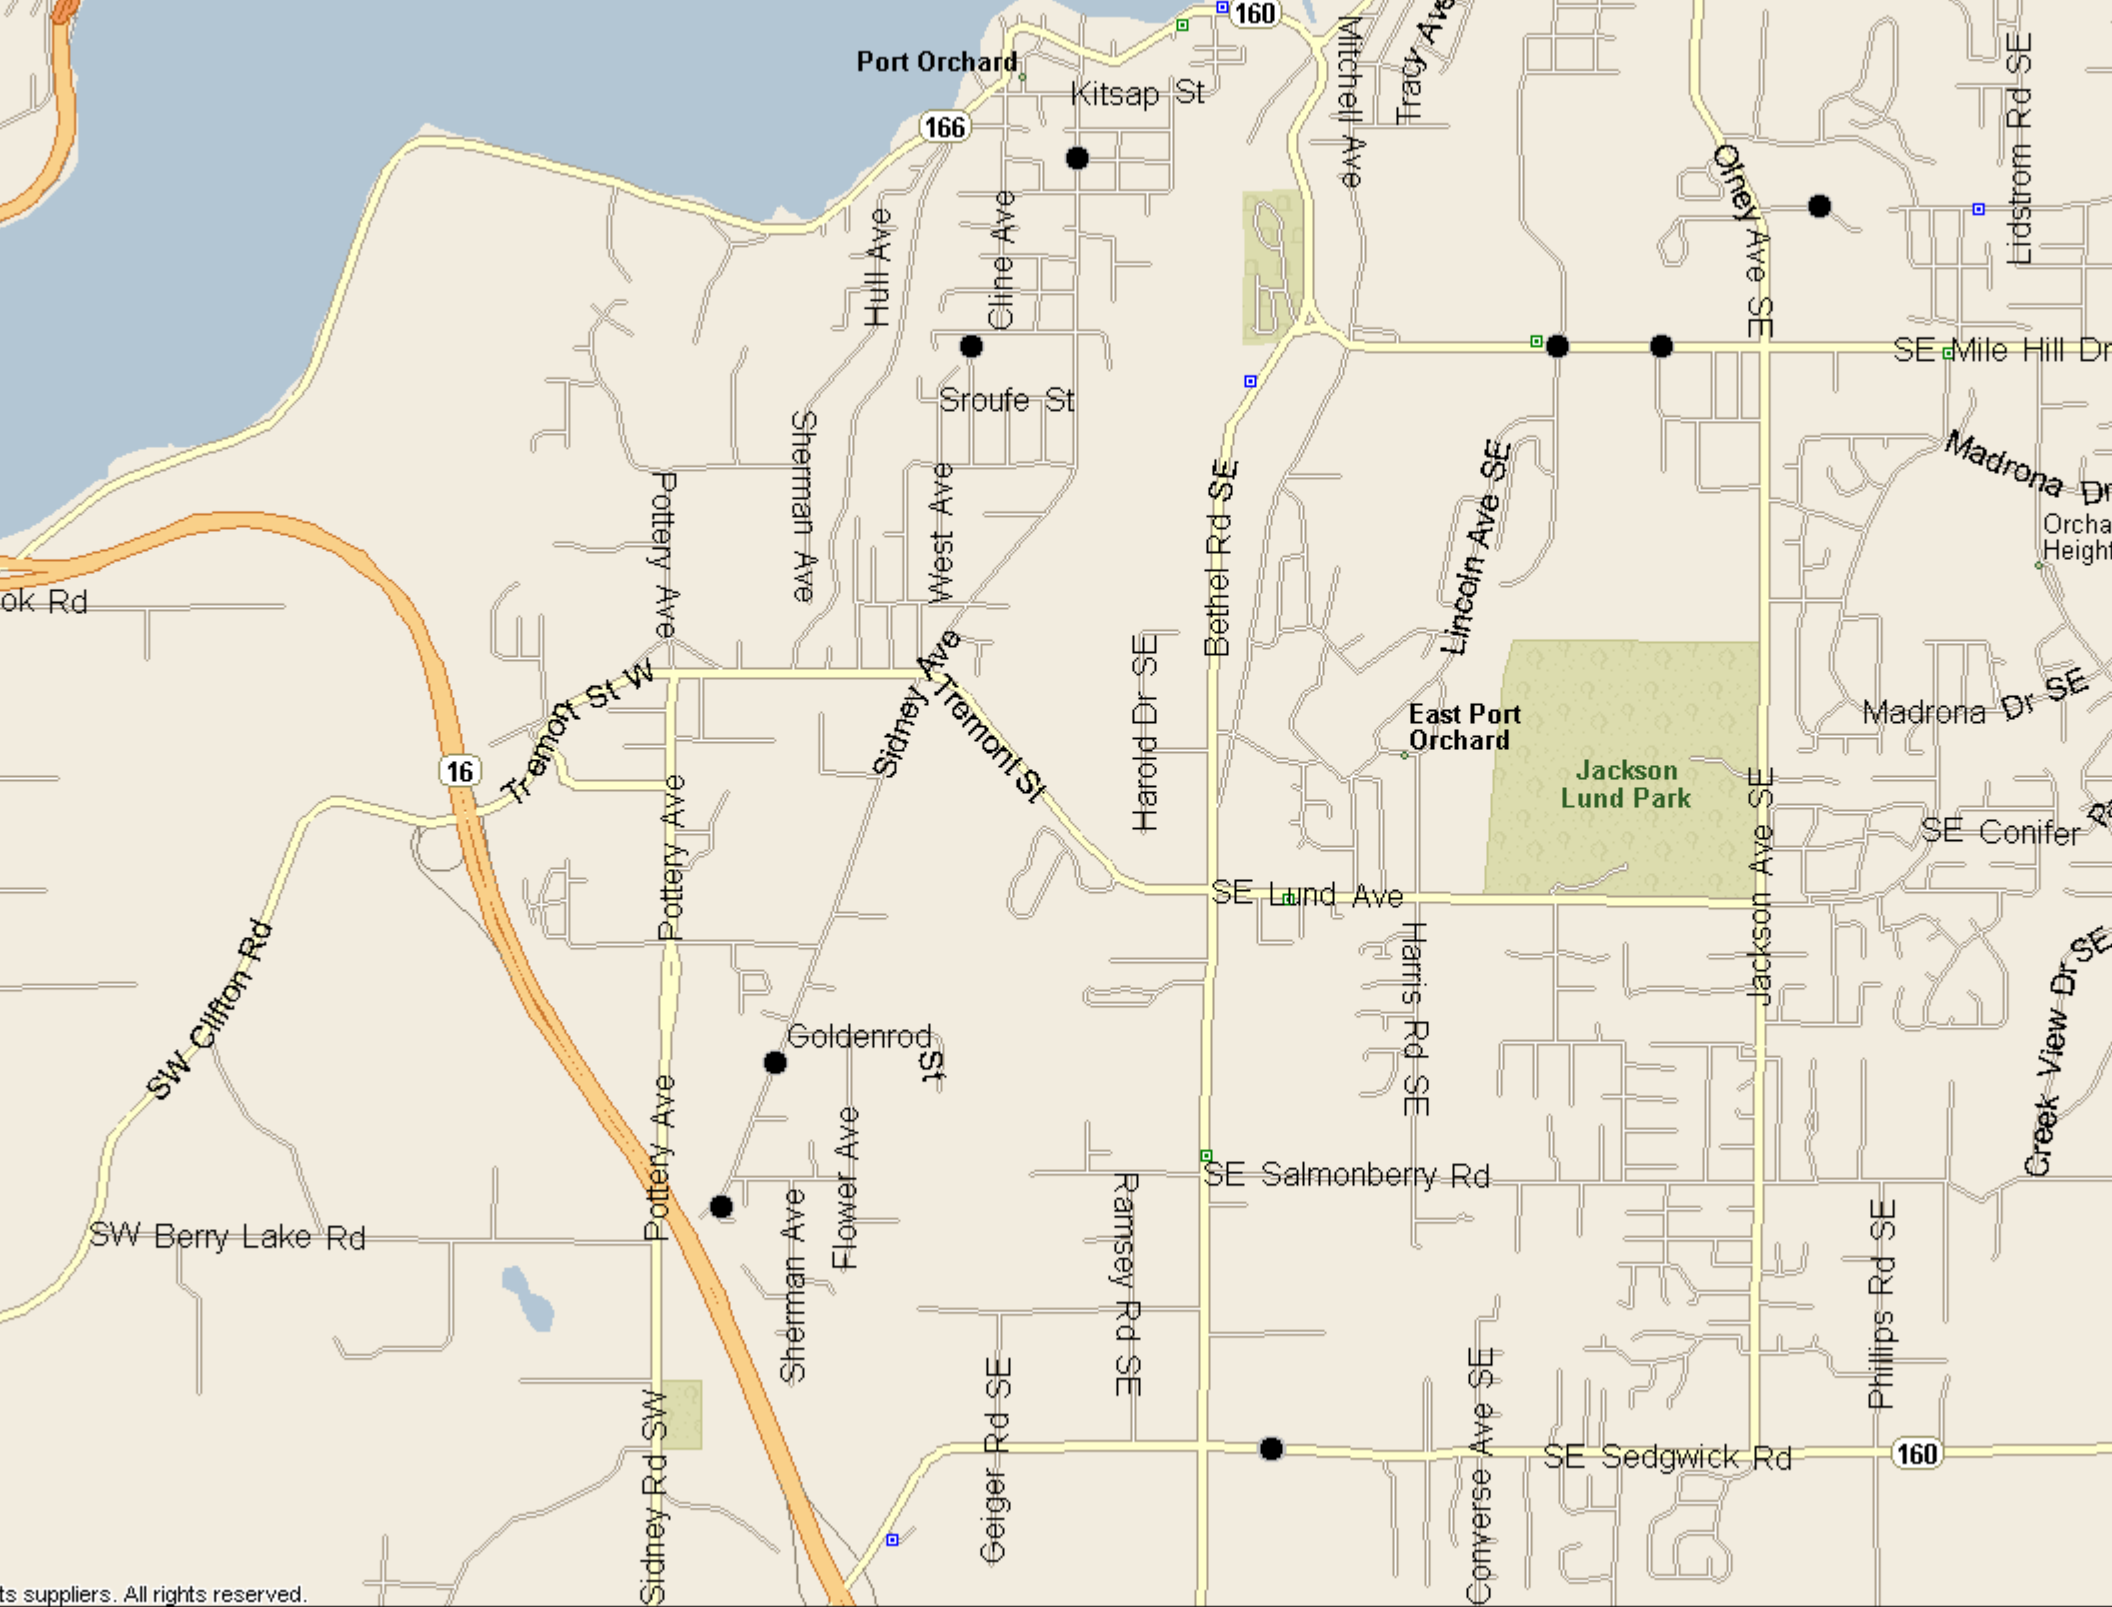 160
Port Orchard
Mitchell Ave
Tracy Ave
Lidstrom Rd SE
Kitsap St
166
Olney Ave SE
Hull Ave
Cline Ave
SE Mile Hill Dr
Sroufe St
Sherman Ave
Madrona Dr
Pottery Ave
West Ave
Bethel Rd SE
Lincoln Ave SE
Orcha
Height
ok Rd
Sidney Ave
Tremont St W
Harold Dr SE
Madrona Dr SE
East Port
Orchard
Tremont St
16
Jackson
Lund Park
Pottery Ave
Jackson Ave SE
SE Conifer
SE Lund Ave
SW Clifton Rd
Harris Rd SE
Creek View Dr SE
Goldenrod St
Pottery Ave
Flower Ave
SE Salmonberry Rd
Ramsey Rd SE
Sherman Ave
Phillips Rd SE
SW Berry Lake Rd
Sidney Rd SW
Geiger Rd SE
Converse Ave SE
SE Sedgwick Rd
160
ts suppliers. All rights reserved.